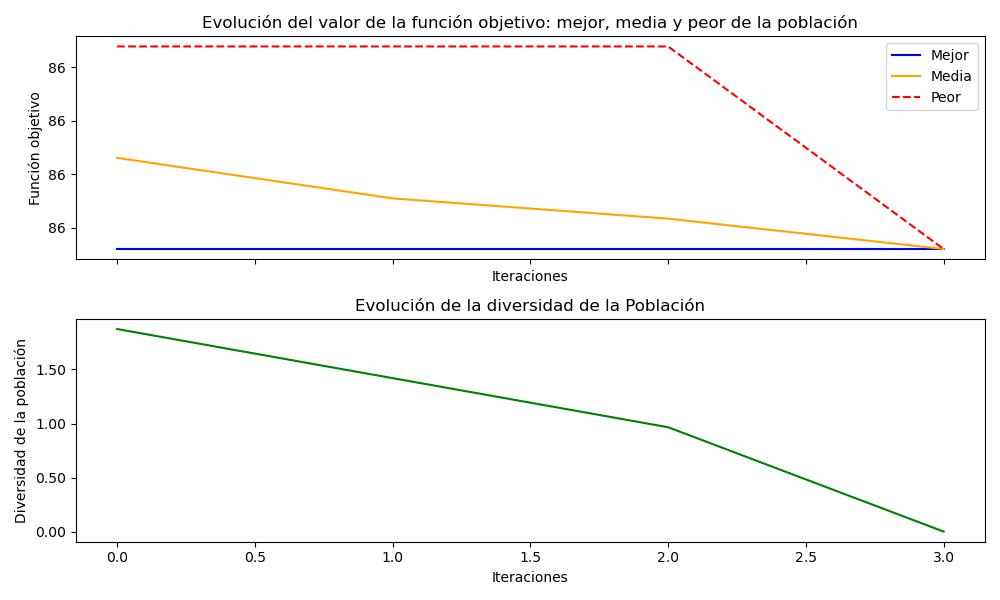 Evolución del valor de la función objetivo: mejor, media y peor de la población
Función objetivo
86
86
86
86
Mejor
Media
Peor
Iteraciones
Evolución de la diversidad de la Población
Diversidad de la población
1.50
1.00
0.50
0.00
0.0 0.5 1.0 1.5 2.0 2.5 3.0
Iteraciones